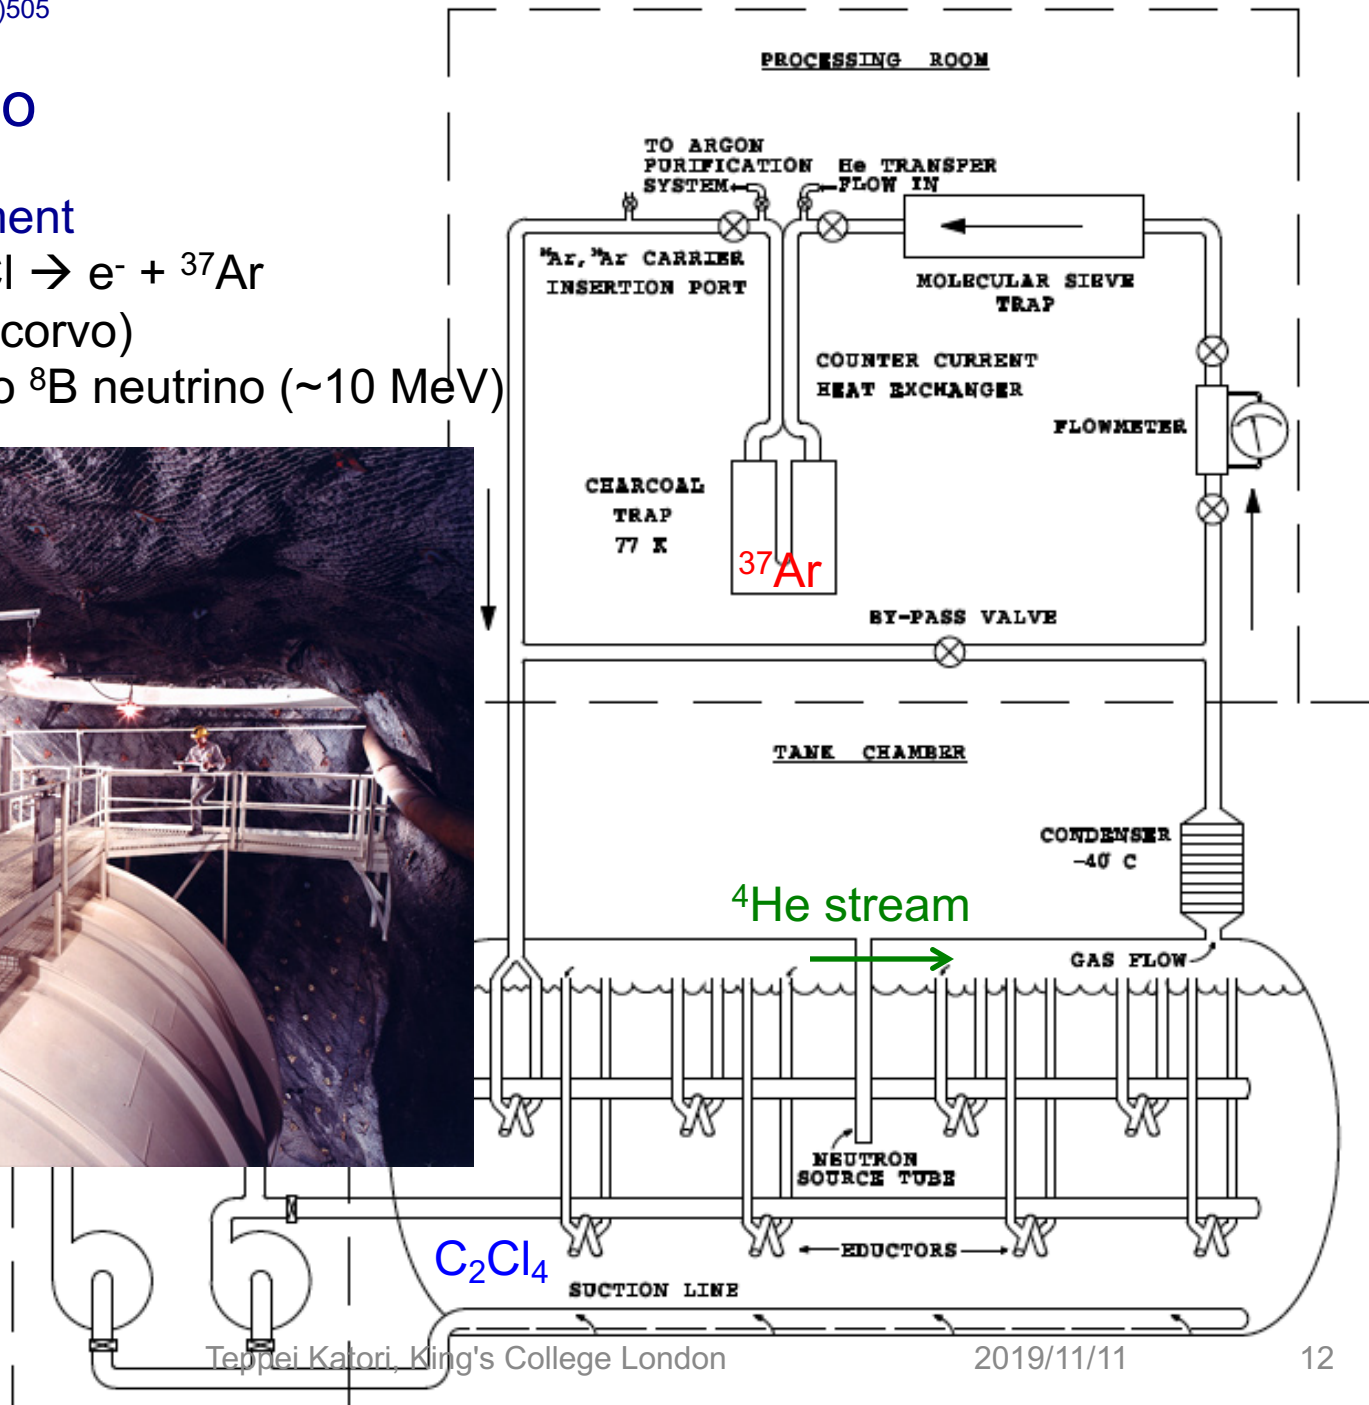 )505
o
nent
Cl → e- + 37Ar
corvo)
o 8B neutrino (~10 MeV)
PROCESSING ROOM
TO ARGON
PURIFICATION
SYSTEM
He TRANSFER
FLOW IN
Ar, Ar CARRIER
INSERTION PORT
MOLECULAR SIEVE
TRAP
COUNTER CURRENT
HEAT EXCHANGER
FLOWMETER
CHARCOAL
TRAP
77 K
37Ar
BY-PASS VALVE
TANK CHAMBER
CONDENSER
-40 C
4He stream
GAS FLOW
NEUTRON
SOURCE TUBE
EDUCTORS
C2Cl4
SUCTION LINE
Teppei Katori, King's College London
2019/11/11
12